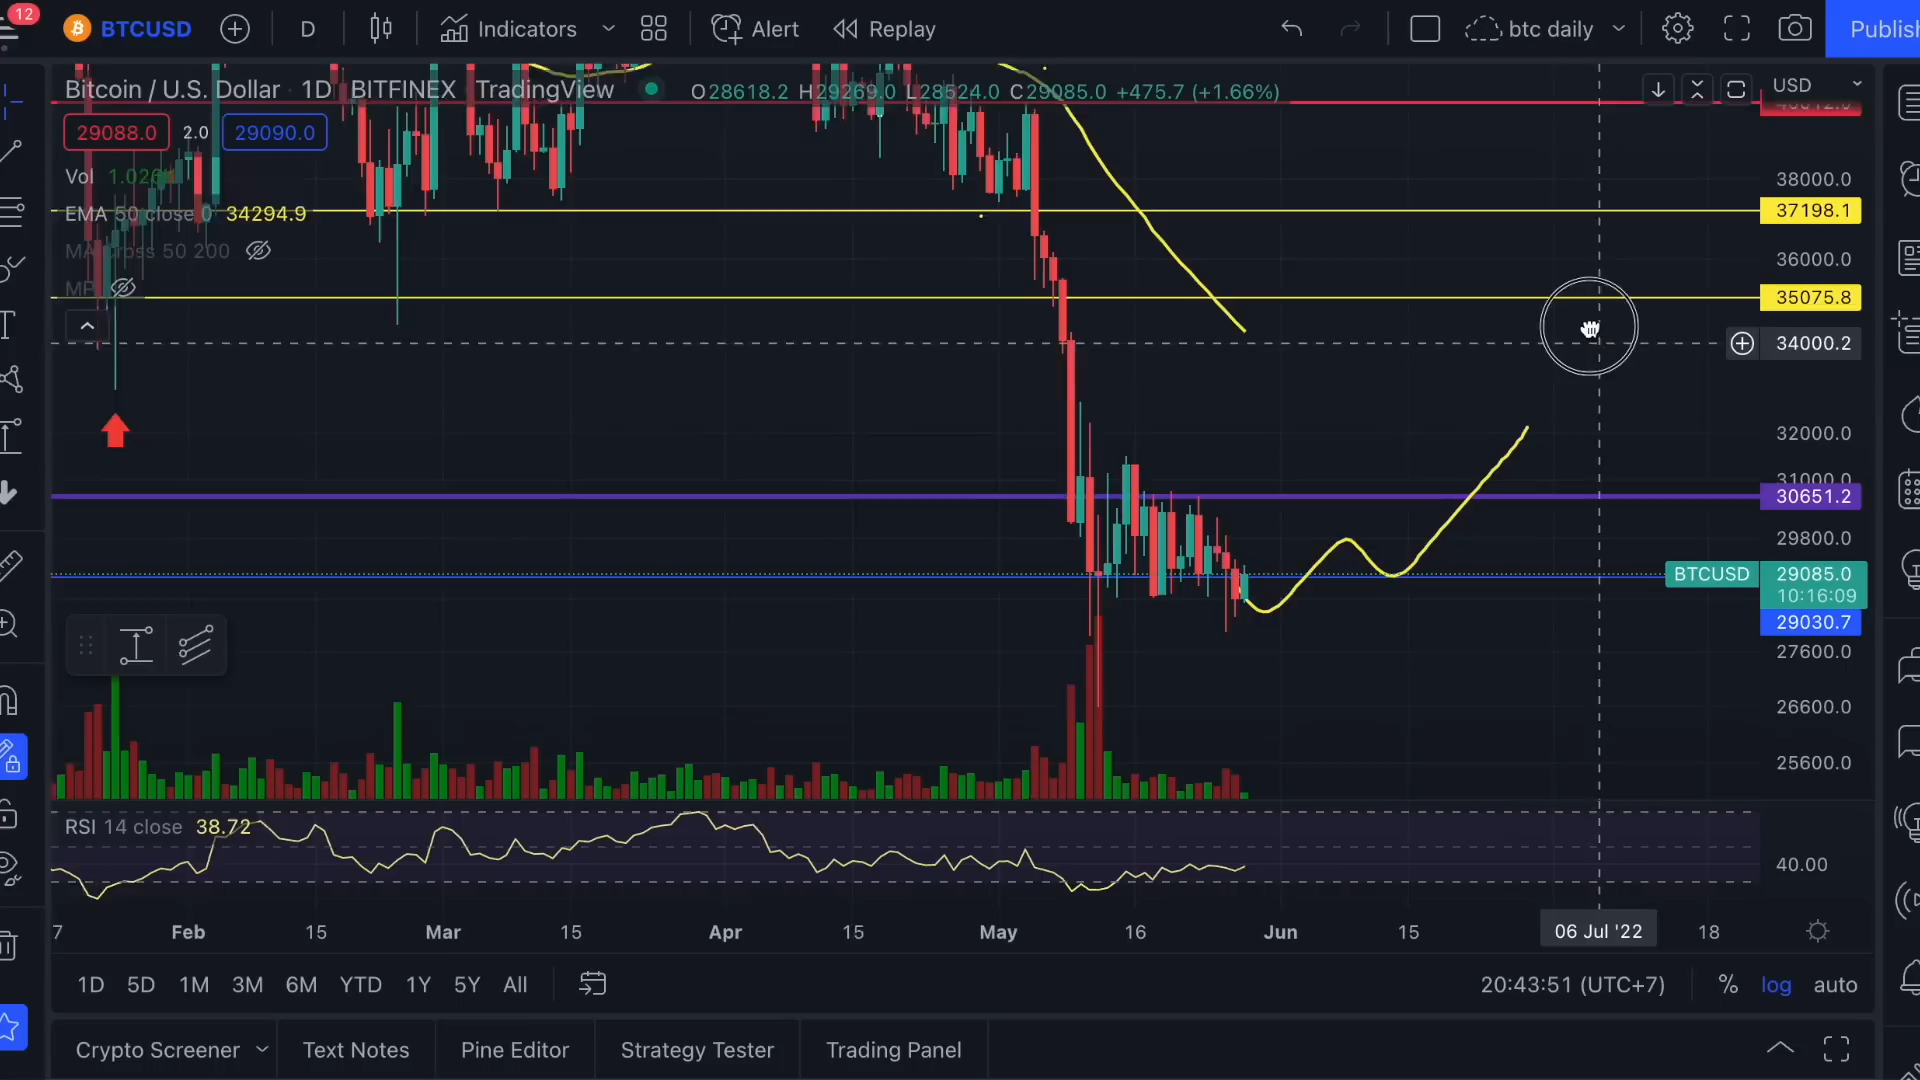 12
BTCUSD D Indicators Alert Replay btc daily Publish
Bitcoin / U.S. Dollar 1D BITFINEX TradingView O28618.2 H29269.0 L28524.0 C29085.0 +475.7 (+1.66%) USD
29088.0 2.0 29090.0
Vol
38000.0
EMA 50 close 0 34294.9
37198.1
MA Cross 50 200
36000.0
35075.8
34000.2
32000.0
31000.0
30651.2
29800.0
BTCUSD 29085.0
10:16:09
29030.7
27600.0
26600.0
25600.0
RSI 14 close 38.72
40.00
7 Feb 15 Mar 15 Apr 15 May 16 Jun 15 06 Jul '22 18
1D 5D 1M 3M 6M YTD 1Y 5Y All 20:43:51 (UTC+7) % log auto
Crypto Screener Text Notes Pine Editor Strategy Tester Trading Panel